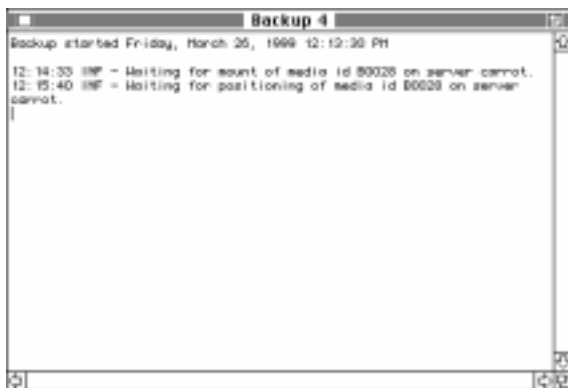 Backup 4
Backup started Friday, March 26, 1999 12:13:30 PM
12:14:33 INF - Waiting for mount of media id B0028 on server carrot.
12:15:40 INF - Waiting for positioning of media id B0028 on server
carrot.